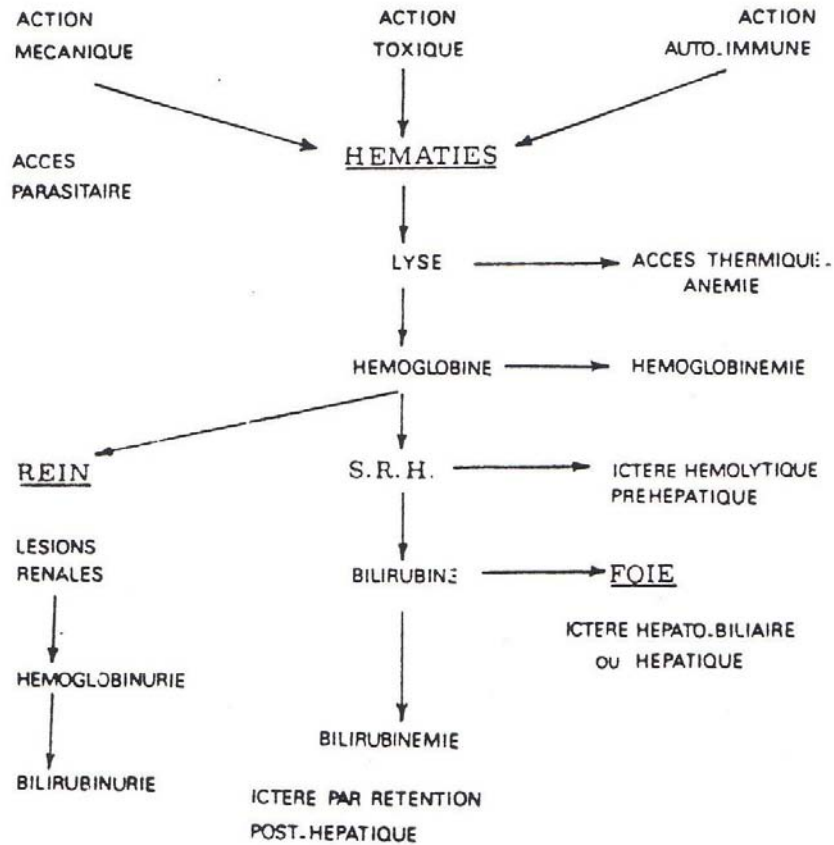 ACTION
MECANIQUE
ACTION
TOXIQUE
ACTION
AUTO-IMMUNE
ACCES
PARASITAIRE
HEMATIES
LYSE
ACCES THERMIQUE-
ANEMIE
HEMOGLOBINE
HEMOGLOBINEMIE
REIN
S.R.H.
ICTERE HEMOLYTIQUE
PREHEPATIQUE
LESIONS
RENALES
BILIRUBINE
FOIE
ICTERE HEPATO-BILIAIRE
OU HEPATIQUE
HEMOGLOBINURIE
BILIRUBINEMIE
BILIRUBINURIE
ICTERE PAR RETENTION
POST-HEPATIQUE